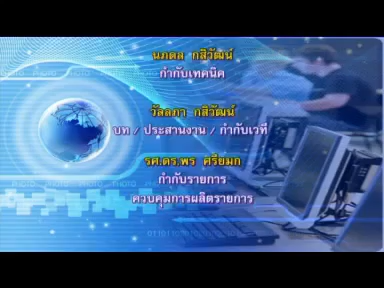 นภดล กสิวัฒน์
กำกับเทคนิค
วัลลภา กสิวัฒน์
บท / ประสานงาน / กำกับเวที
รศ.ดร.พร ศรียมก
กำกับรายการ
ควบคุมการผลิตรายการ